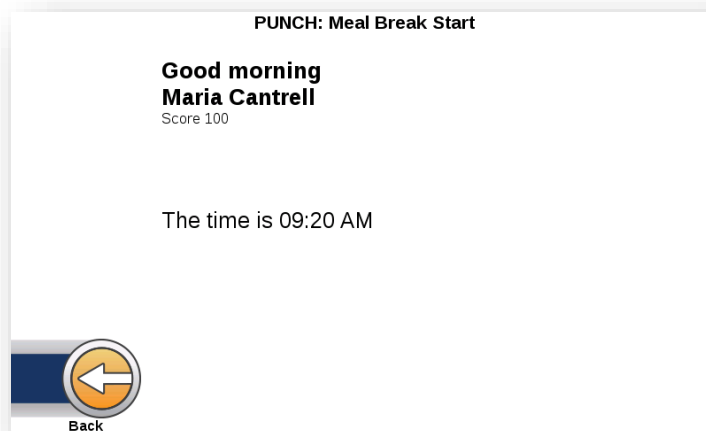 PUNCH: Meal Break Start
Good morning
Maria Cantrell
Score 100
The time is 09:20 AM
Back